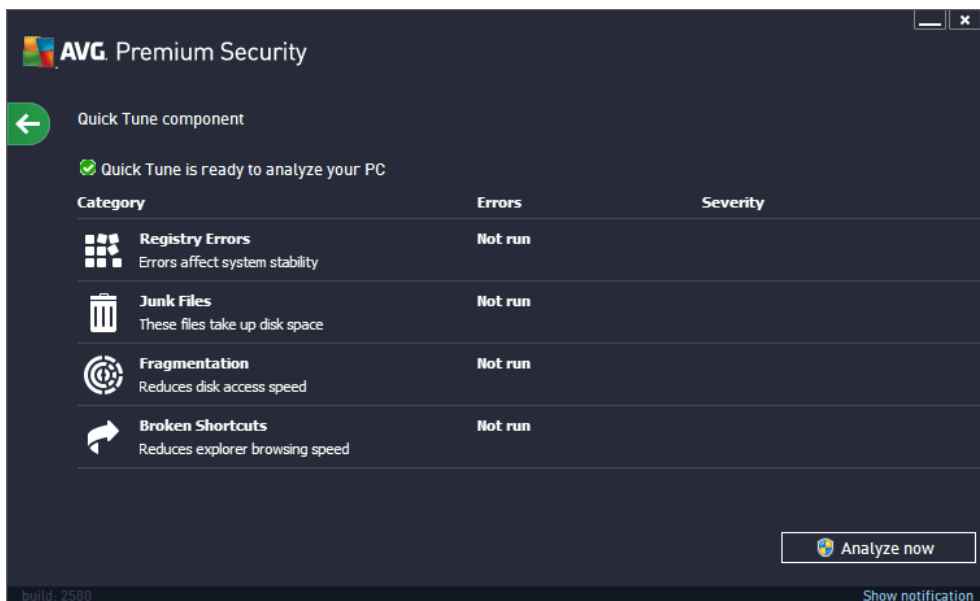 AVG. Premium Security
Quick Tune component
Quick Tune is ready to analyze your PC
Category Errors Severity
Registry Errors Not run
Errors affect system stability
Junk Files Not run
These files take up disk space
Fragmentation Not run
Reduces disk access speed
Broken Shortcuts Not run
Reduces explorer browsing speed
Analyze now
build: 2580 Show notification